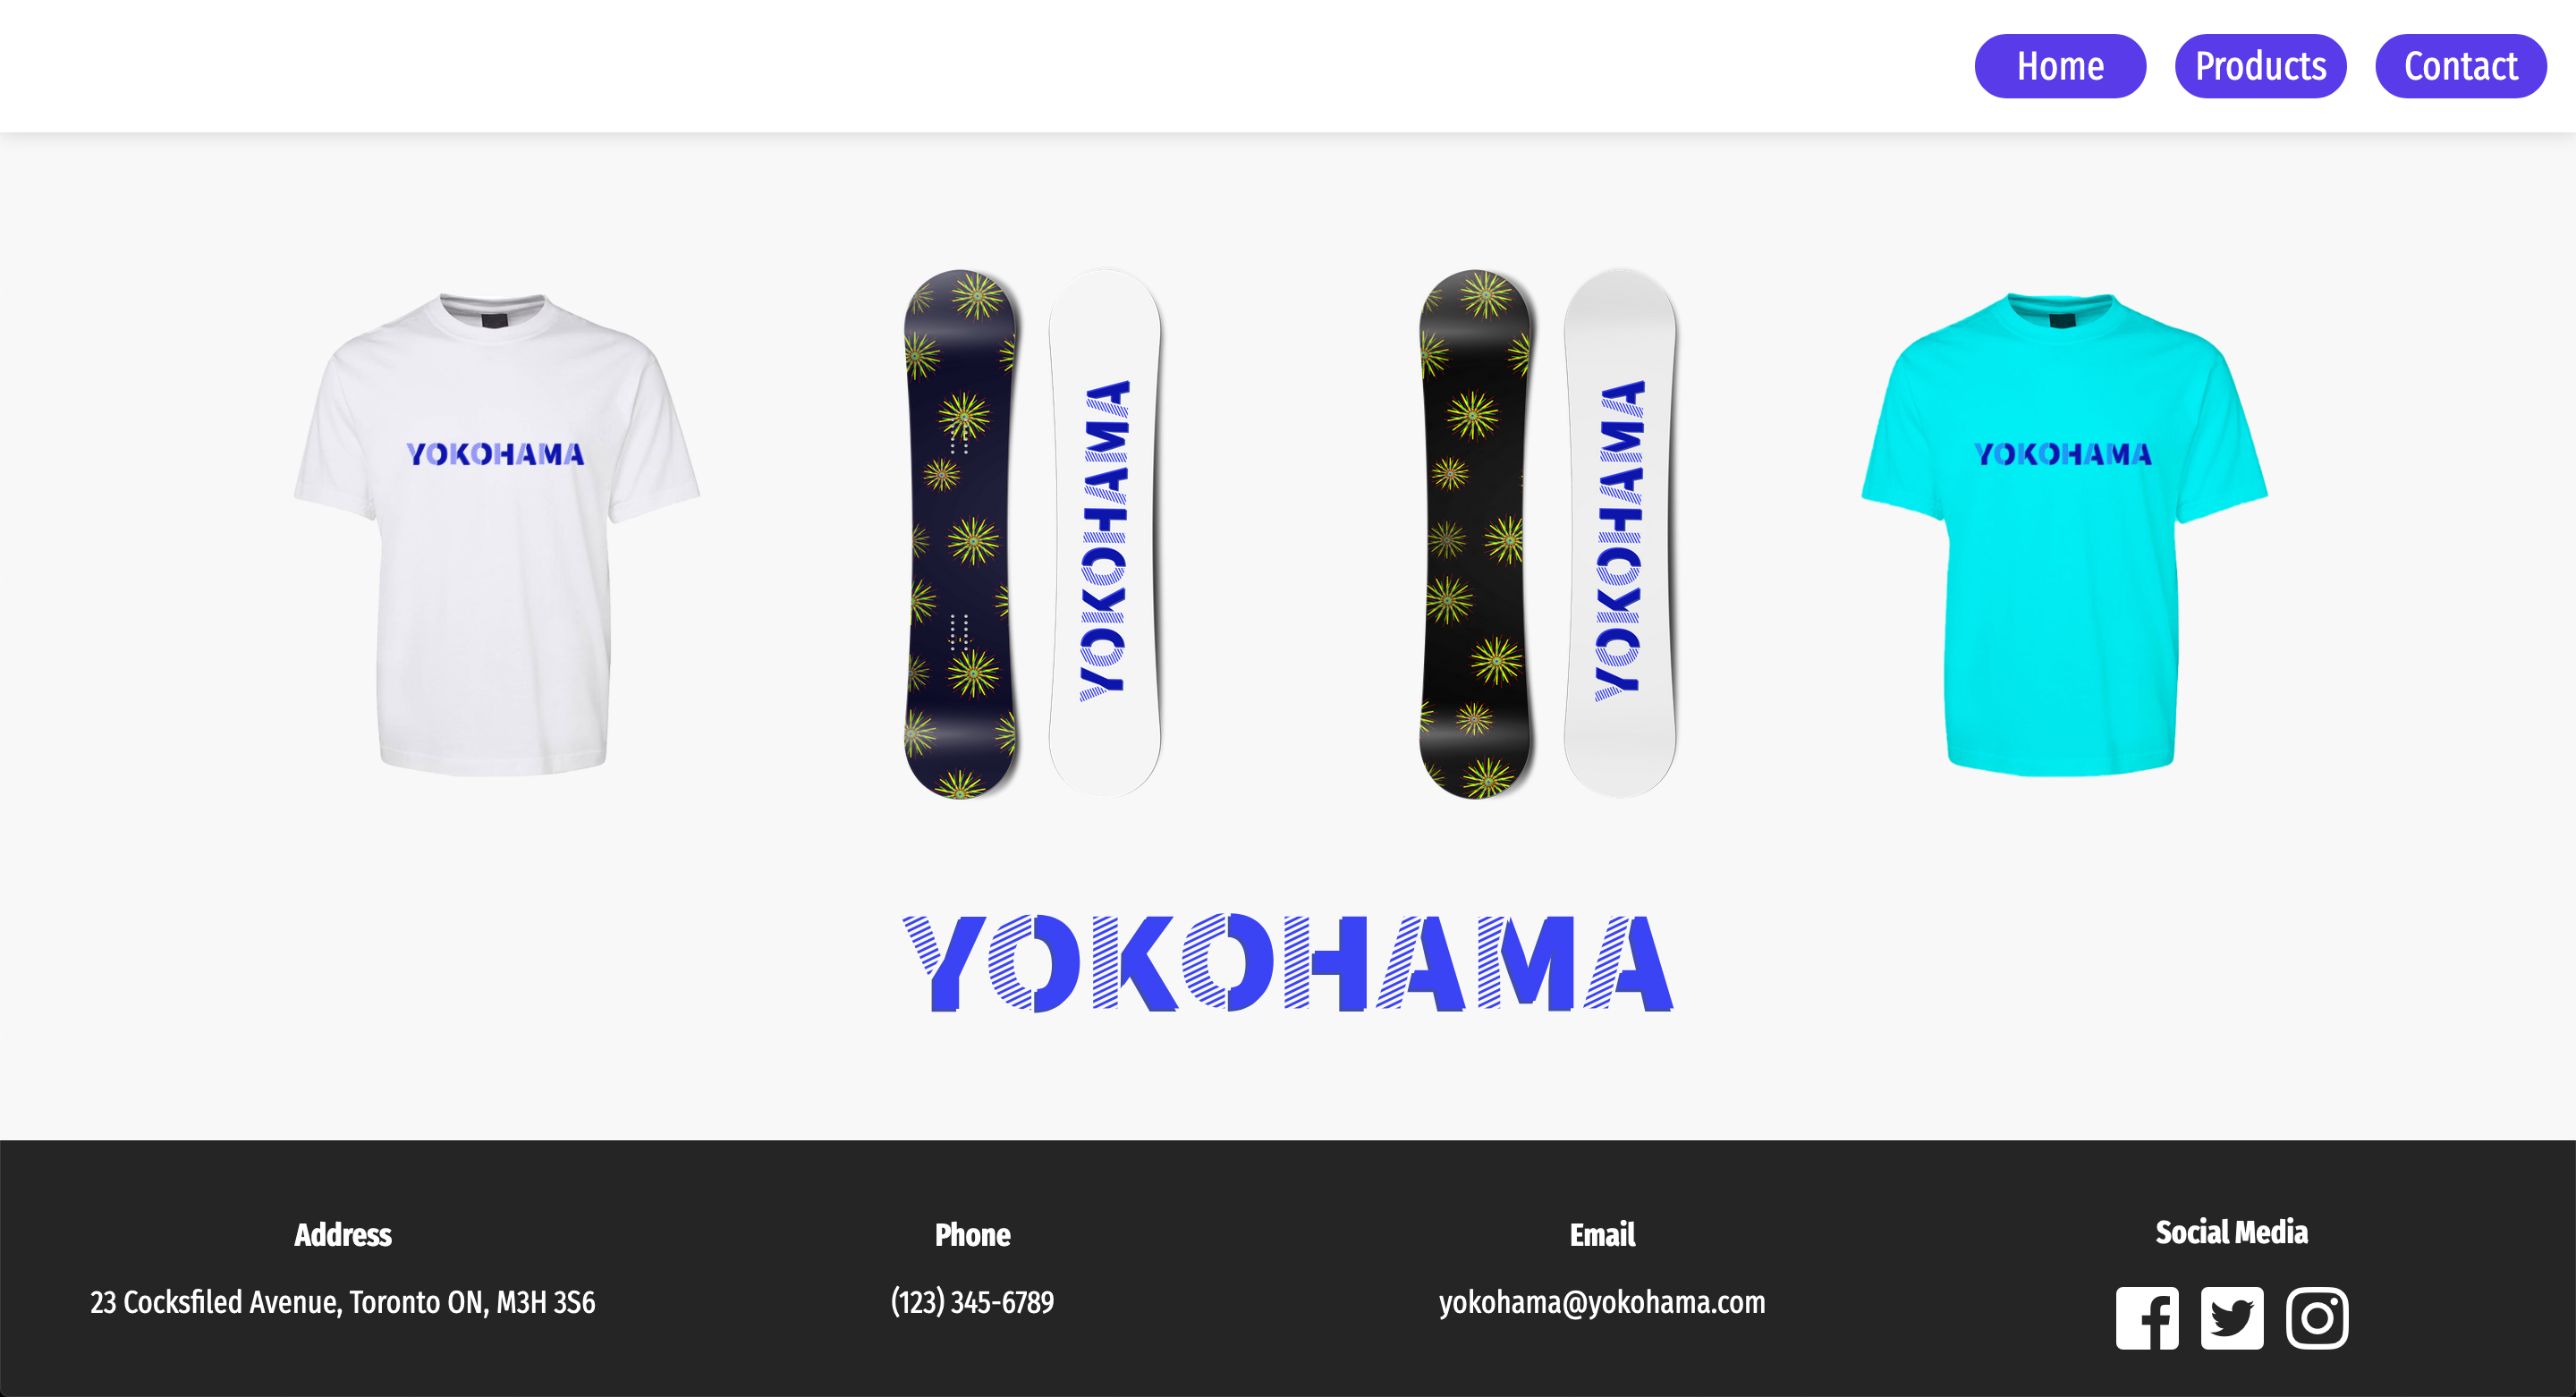 Home Products Contact
YOKOHAMA
YOKOHAMA
YOKOHAMA
YOKOHAMA
YOKOHAMA
Address
23 Cocksfiled Avenue, Toronto ON, M3H 3S6
Phone
(123) 345-6789
Email
yokohama@yokohama.com
Social Media